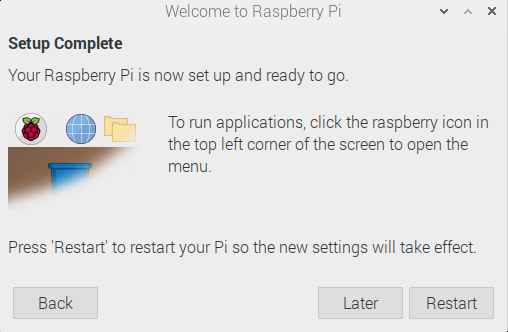 Welcome to Raspberry Pi
Setup Complete
Your Raspberry Pi is now set up and ready to go.
To run applications, click the raspberry icon in
the top left corner of the screen to open the
menu.
Press 'Restart' to restart your Pi so the new settings will take effect.
Back
Later
Restart